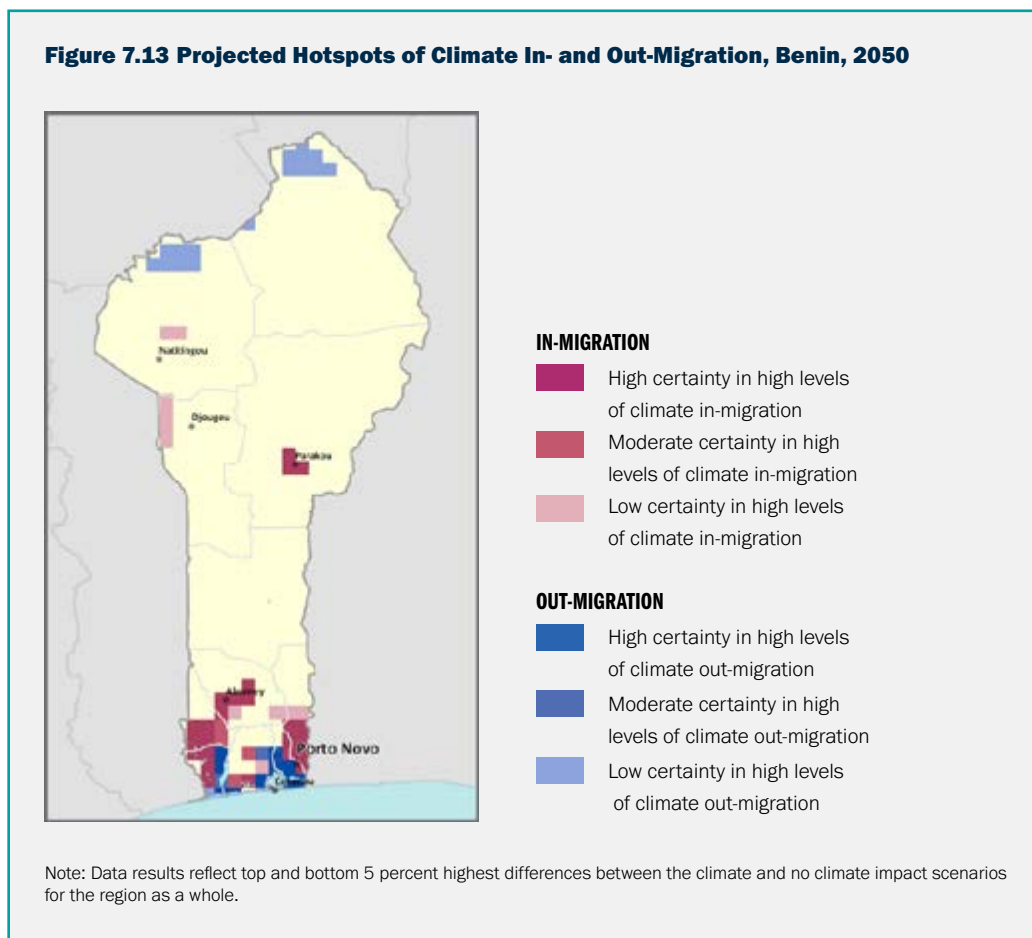 Figure 7.13 Projected Hotspots of Climate In- and Out-Migration, Benin, 2050
Natitingou
Djougou
Parakou
Abomey
Porto Novo
IN-MIGRATION
High certainty in high levels
of climate in-migration
Moderate certainty in high
levels of climate in-migration
Low certainty in high levels
of climate in-migration
OUT-MIGRATION
High certainty in high levels
of climate out-migration
Moderate certainty in high
levels of climate out-migration
Low certainty in high levels
of climate out-migration
Note: Data results reflect top and bottom 5 percent highest differences between the climate and no climate impact scenarios
for the region as a whole.